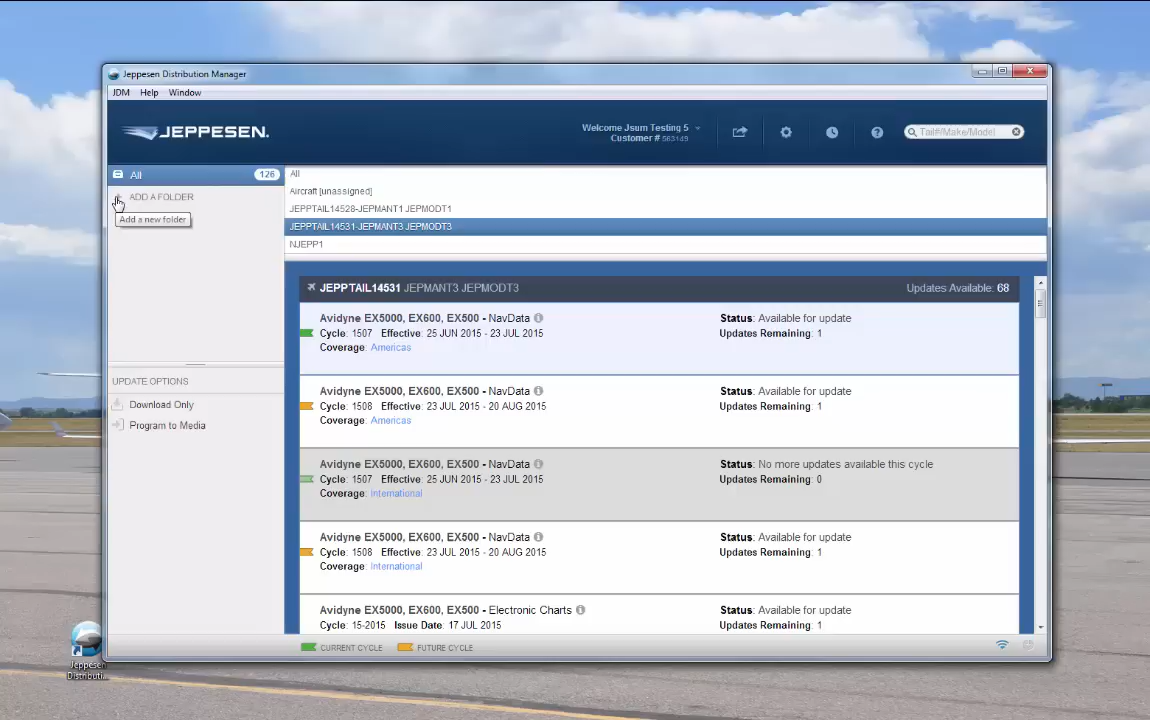 Jeppesen Distribution Manager
JDM Help Window
JEPPESEN.
Welcome Jsum Testing 5
Customer # 563149
Tail#/Make/Model
All 126
ADD A FOLDER
Add a new folder
All
Aircraft [unassigned]
JEPPTAIL14528-JEPMANT1 JEPMODT1
JEPPTAIL14531-JEPMANT3 JEPMODT3
NJEPP1
JEPPTAIL14531 JEPMANT3 JEPMODT3 Updates Available: 68
Avidyne EX5000, EX600, EX500 - NavData Status: Available for update
Cycle: 1507 Effective: 25 JUN 2015 - 23 JUL 2015 Updates Remaining: 1
Coverage: Americas
Avidyne EX5000, EX600, EX500 - NavData Status: Available for update
Cycle: 1508 Effective: 23 JUL 2015 - 20 AUG 2015 Updates Remaining: 1
Coverage: Americas
Avidyne EX5000, EX600, EX500 - NavData Status: No more updates available this cycle
Cycle: 1507 Effective: 25 JUN 2015 - 23 JUL 2015 Updates Remaining: 0
Coverage: International
Avidyne EX5000, EX600, EX500 - NavData Status: Available for update
Cycle: 1508 Effective: 23 JUL 2015 - 20 AUG 2015 Updates Remaining: 1
Coverage: International
Avidyne EX5000, EX600, EX500 - Electronic Charts Status: Available for update
Cycle: 15-2015 Issue Date: 17 JUL 2015 Updates Remaining: 1
UPDATE OPTIONS
Download Only
Program to Media
CURRENT CYCLE FUTURE CYCLE
Jeppesen
Distributi...